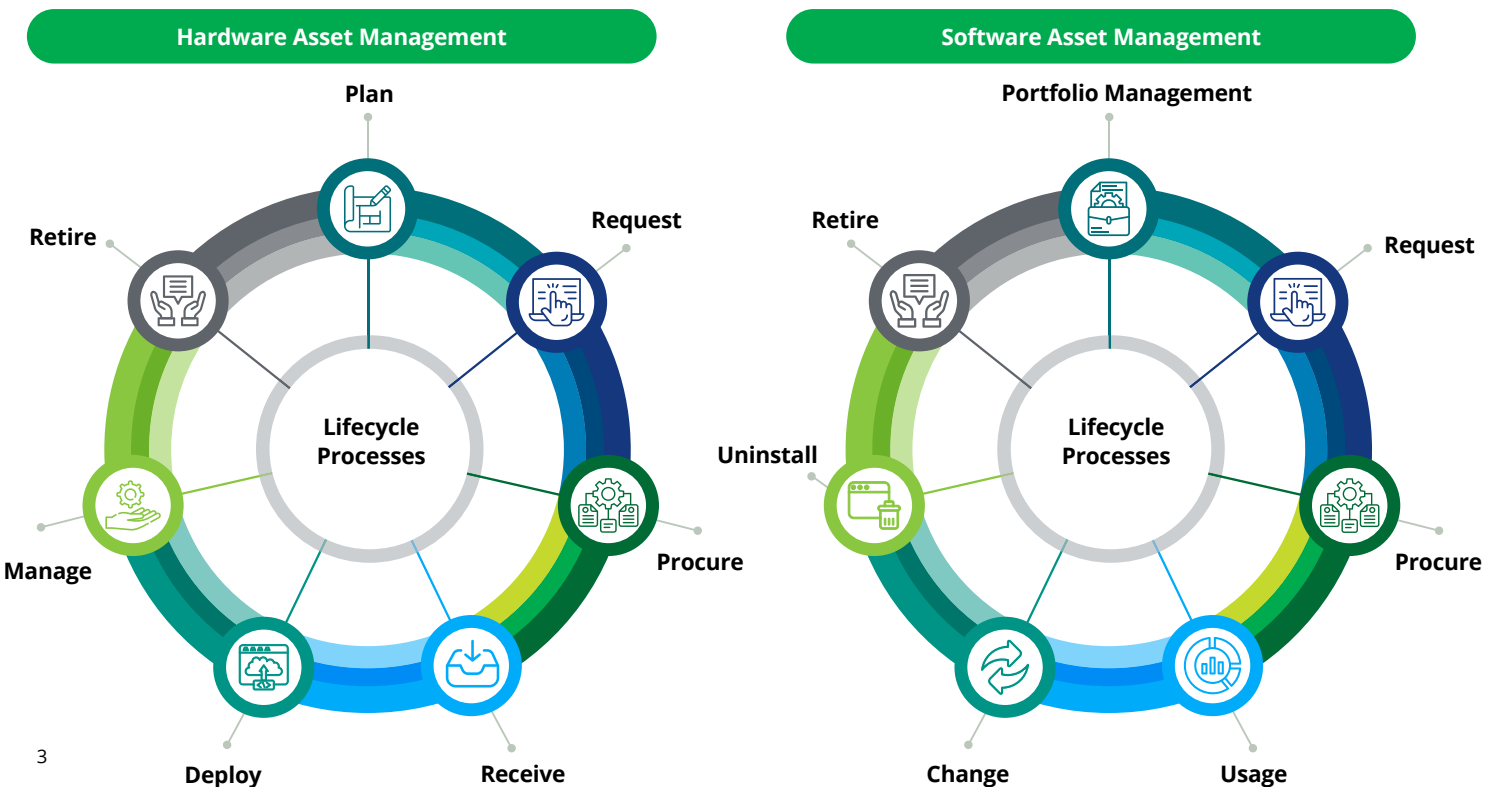 Hardware Asset Management
Plan
Request
Retire
Lifecycle
Processes
Manage
Procure
Deploy
Receive
Software Asset Management
Portfolio Management
Retire
Request
Lifecycle
Processes
Uninstall
Procure
Change
Usage
3